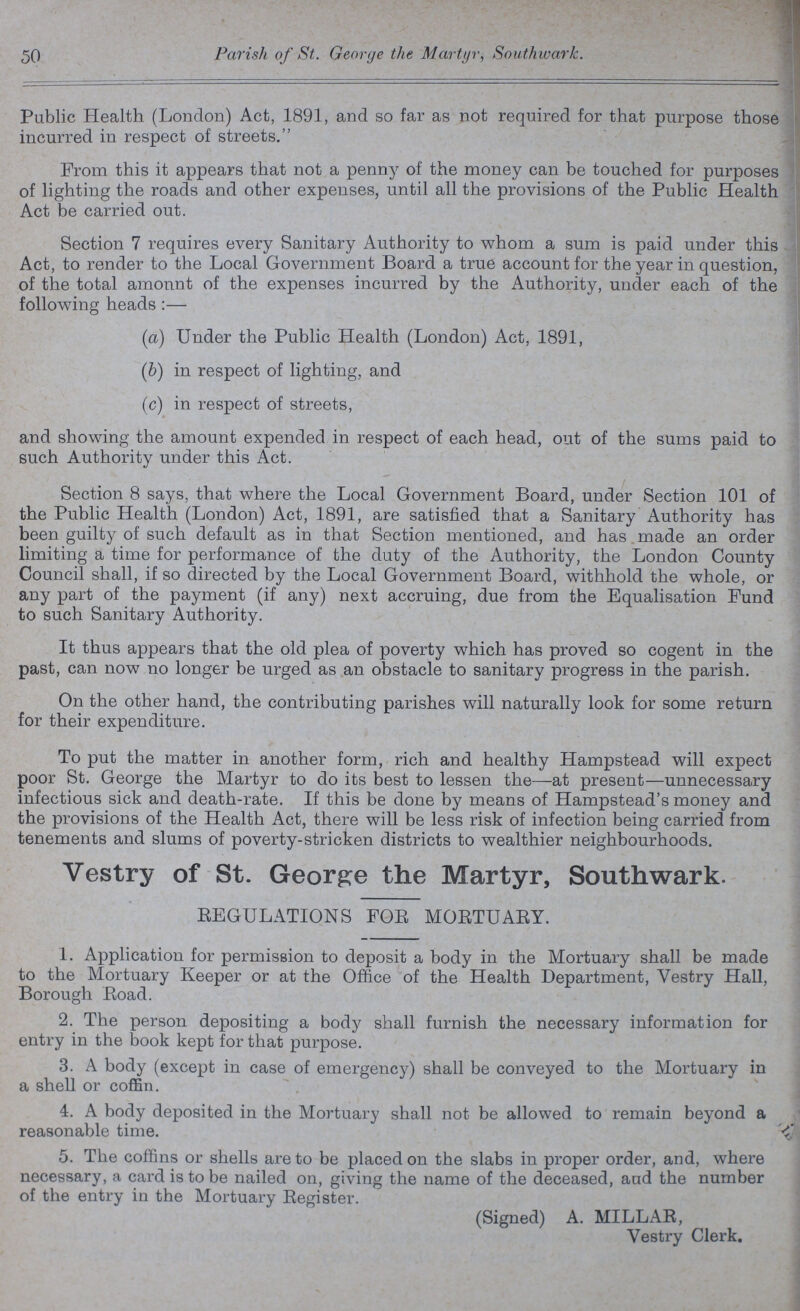 50
Parish of St. George the Martyr, Southwark.
Public Health (London) Act, 1891, and so far as not required for that purpose those
incurred in respect of streets."
From this it appears that not a penny of the money can be touched for purposes
of lighting the roads and other expenses, until all the provisions of the Public Health
Act be carried out.
Section 7 requires every Sanitary Authority to whom a sum is paid under this
Act, to render to the Local Government Board a true account for the year in question,
of the total amonnt of the expenses incurred by the Authority, under each of the
following heads :—
(a) Under the Public Health (London) Act, 1891,
(b) in respect of lighting, and
(c) in respect of streets,
and showing the amount expended in respect of each head, out of the sums paid to
such Authority under this Act.
Section 8 says, that where the Local Government Board, under Section 101 of
the Public Health (London) Act, 1891, are satisfied that a Sanitary Authority has
been guilty of such default as in that Section mentioned, and has made an order
limiting a time for performance of the duty of the Authority, the London County
Council shall, if so directed by the Local Government Board, withhold the whole, or
any part of the payment (if any) next accruing, due from the Equalisation Fund
to such Sanitary Authority.
It thus appears that the old plea of poverty which has proved so cogent in the
past, can now no longer be urged as an obstacle to sanitary progress in the parish.
On the other hand, the contributing parishes will naturally look for some return
for their expenditure.
To put the matter in another form, rich and healthy Hampstead will expect
poor St. George the Martyr to do its best to lessen the—at present—unnecessary
infectious sick and death-rate. If this be done by means of Hampstead's money and
the provisions of the Health Act, there will be less risk of infection being carried from
tenements and slums of poverty-stricken districts to wealthier neighbourhoods.
Vestry of St. George the Martyr, Southwark.
REGULATIONS FOR MORTUARY.
1. Application for permission to deposit a body in the Mortuary shall be made
to the Mortuary Keeper or at the Office of the Health Department, Vestry Hall,
Borough Road.
2. The person depositing a body shall furnish the necessary information for
entry in the book kept for that purpose.
3. A body (except in case of emergency) shall be conveyed to the Mortuary in
a shell or coffin.
4. A body deposited in the Mortuary shall not be allowed to remain beyond a
reasonable time.
5. The coffins or shells are to be placed on the slabs in proper order, and, where
necessary, a card is to be nailed on, giving the name of the deceased, and the number
of the entry in the Mortuary Register.
(Signed) A. MILLAR,
Vestry Clerk.